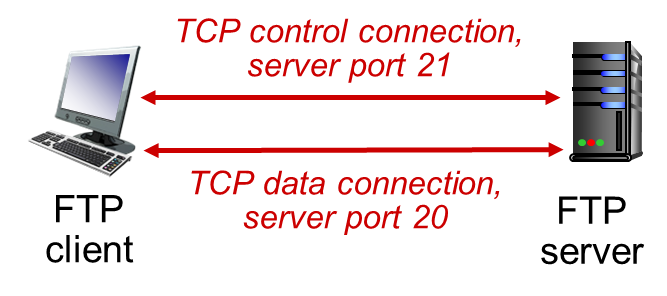 TCP control connection,
server port 21
TCP data connection,
server port 20
FTP
client
FTP
server